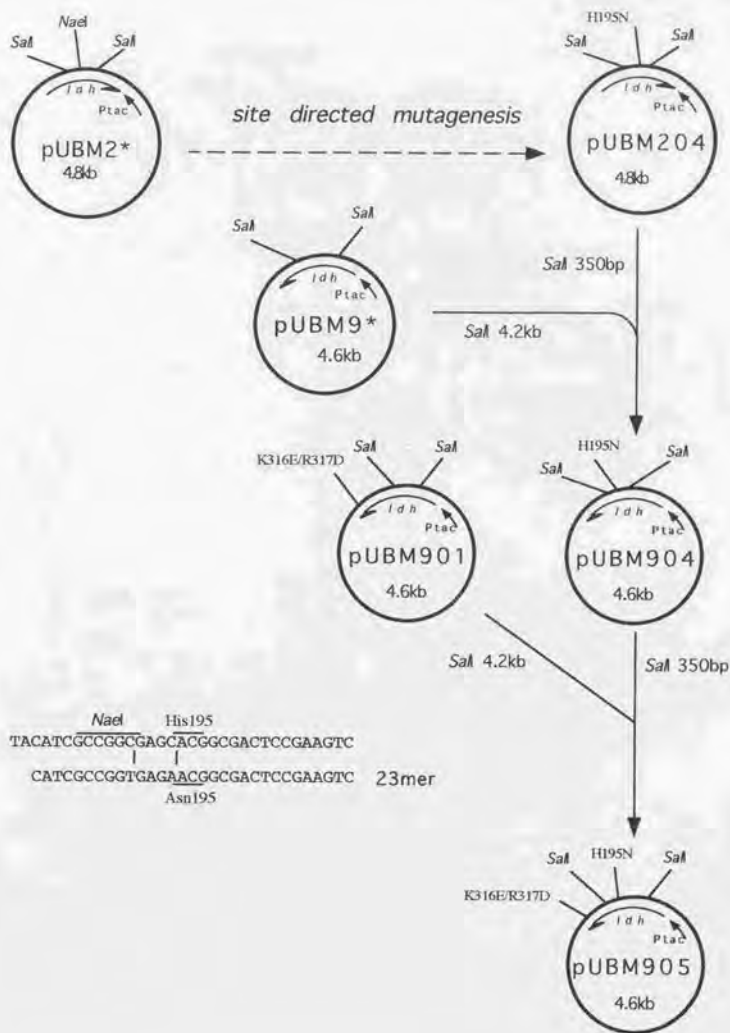 NaeI
SalI
SalI
ldh
Ptac
pUBM2*
4.8kb
site directed mutagenesis
H195N
SalI
SalI
ldh
Ptac
pUBM204
4.8kb
SalI
SalI
ldh
Ptac
pUBM9*
4.6kb
SalI 350bp
SalI 4.2kb
K316E/R317D
SalI
SalI
ldh
Ptac
pUBM901
4.6kb
H195N
SalI
SalI
ldh
Ptac
pUBM904
4.6kb
SalI 4.2kb
SalI 350bp
NaeI His195
TACATCGCCGGCGAGCACGGCGACTCCGAAGTC
CATCGCCGGTGAGAACGGCGACTCCGAAGTC 23mer
Asn195
H195N
SalI
SalI
K316E/R317D
ldh
Ptac
pUBM905
4.6kb